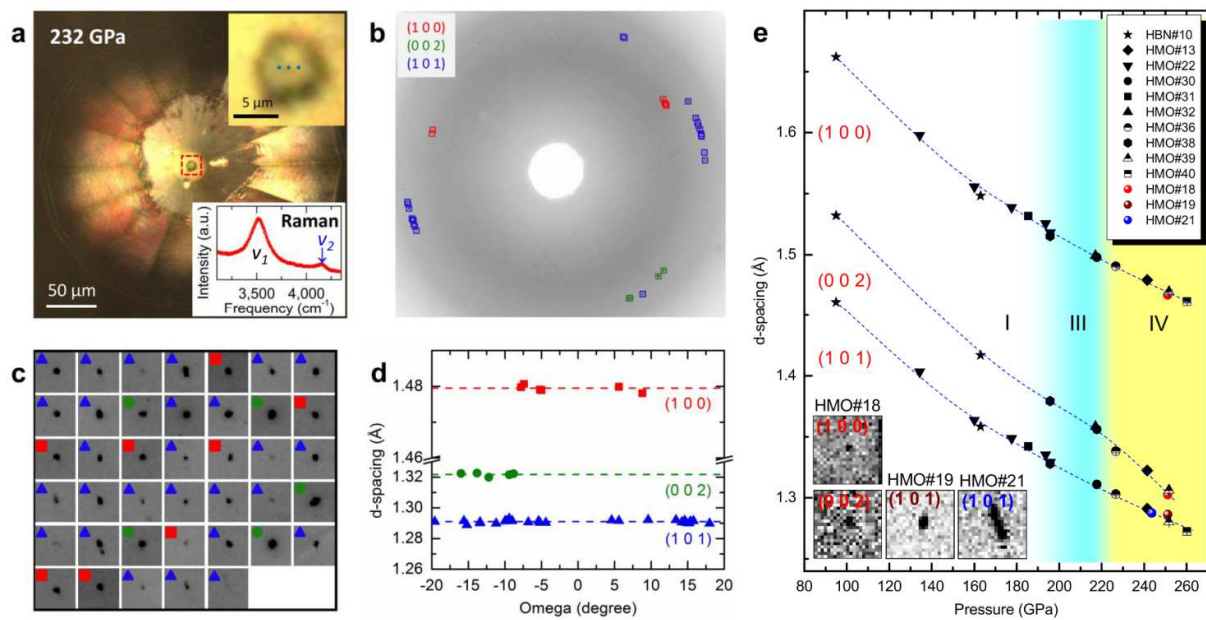 a
232 GPa
5 μm
Raman
ν1
ν2
Intensity (a.u.)
3,500
4,000
Frequency (cm⁻¹)
50 μm
b
(1 0 0)
(0 0 2)
(1 0 1)
c
d
d-spacing (Å)
1.48
1.46
1.32
1.30
1.28
1.26
(1 0 0)
(0 0 2)
(1 0 1)
-20
-15
-10
-5
0
5
10
15
20
Omega (degree)
e
d-spacing (Å)
1.6
1.5
1.4
1.3
(1 0 0)
(0 0 2)
(1 0 1)
I
III
IV
HBN#10
HMO#13
HMO#22
HMO#30
HMO#31
HMO#32
HMO#36
HMO#38
HMO#39
HMO#40
HMO#18
HMO#19
HMO#21
HMO#18
(1 0 0)
(0 0 2)
HMO#19
(1 0 1)
HMO#21
(1 0 1)
80
100
120
140
160
180
200
220
240
260
Pressure (GPa)